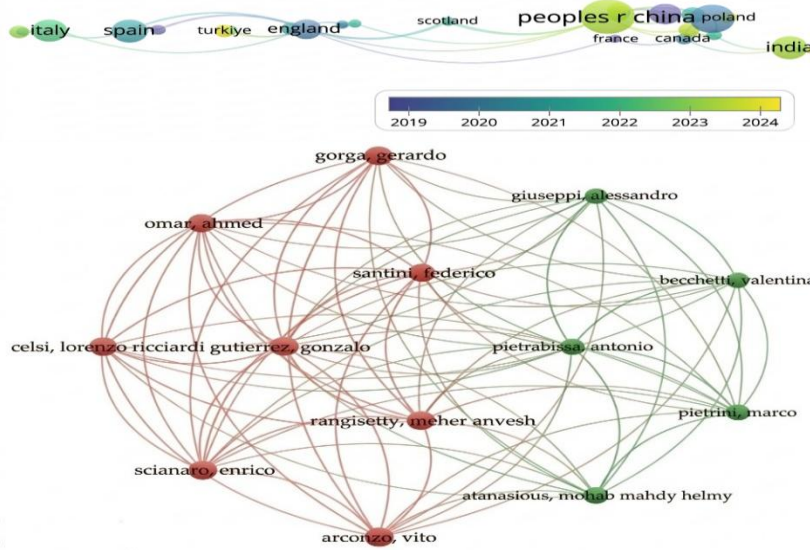 peoples r china poland
italy spain turkiye england scotland
france canada
india
2019 2020 2021 2022 2023 2024
gorga, gerardo
giuseppi, alessandro
omar, ahmed
santini, federico
becchetti, valentina
celsi, lorenzo ricciardi gutierrez, gonzalo
pietrabissa, antonio
pietrini, marco
rangisetty, meher anvesh
scianaro, enrico
atanasious, mohab mahdy helmy
arconzo, vito